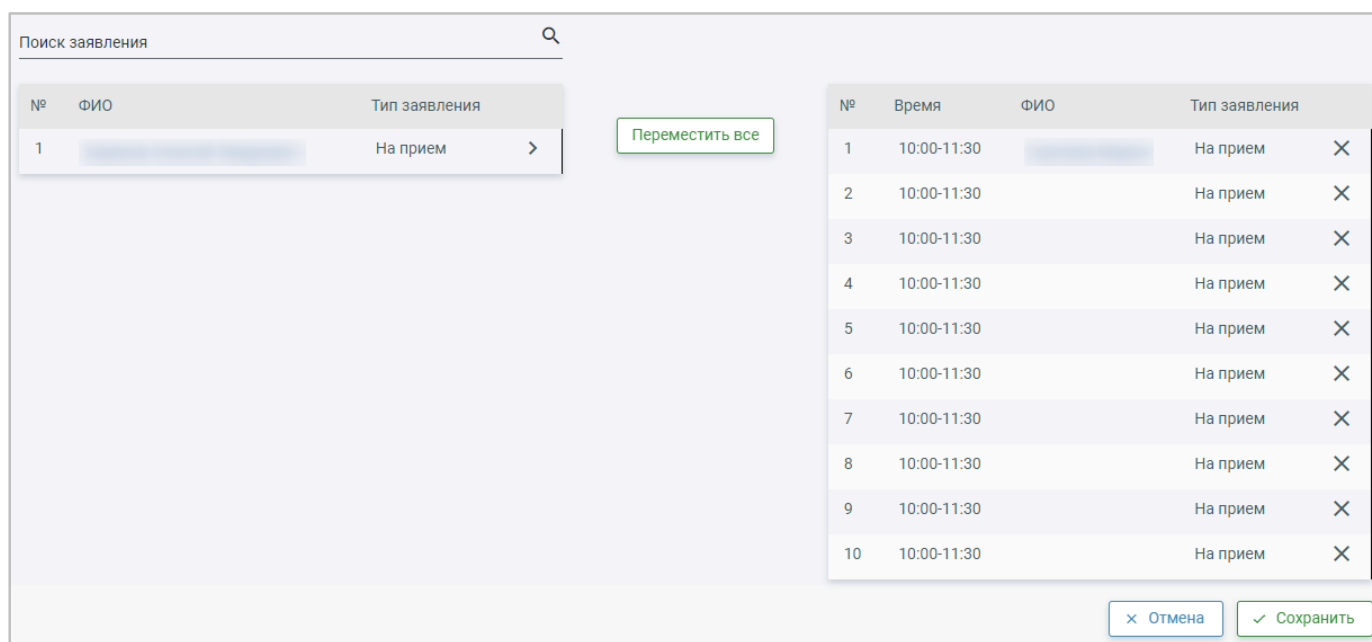 Поиск заявления
№ ФИО Тип заявления
1 На прием
Переместить все
№ Время ФИО Тип заявления
1 10:00-11:30 На прием
2 10:00-11:30 На прием
3 10:00-11:30 На прием
4 10:00-11:30 На прием
5 10:00-11:30 На прием
6 10:00-11:30 На прием
7 10:00-11:30 На прием
8 10:00-11:30 На прием
9 10:00-11:30 На прием
10 10:00-11:30 На прием
Отмена Сохранить